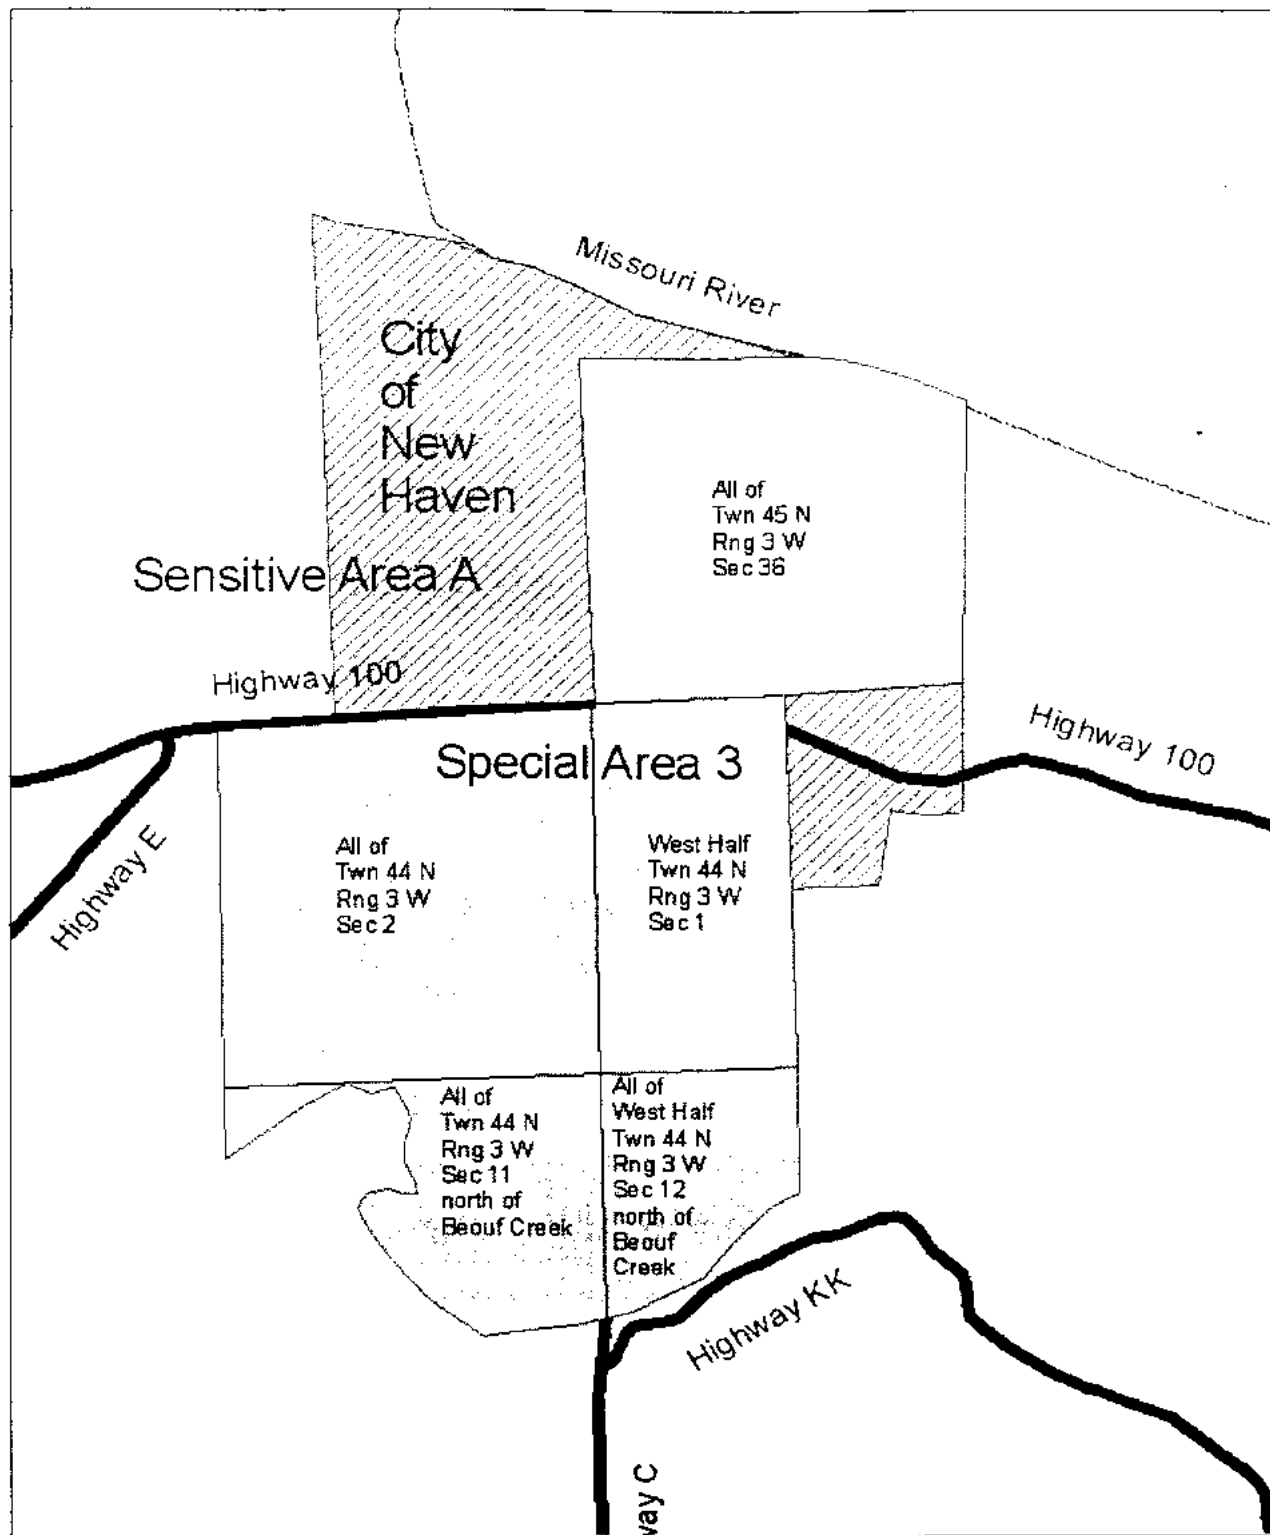 Missouri River
City
of
New
Haven
All of
Twn 45 N
Rng 3 W
Sec 36
Sensitive Area A
Highway 100
Highway 100
Special Area 3
Highway E
All of
Twn 44 N
Rng 3 W
Sec 2
West Half
Twn 44 N
Rng 3 W
Sec 1
All of
Twn 44 N
Rng 3 W
Sec 11
north of
Beouf Creek
All of
West Half
Twn 44 N
Rng 3 W
Sec 12
north of
Beouf
Creek
Highway KK
way C